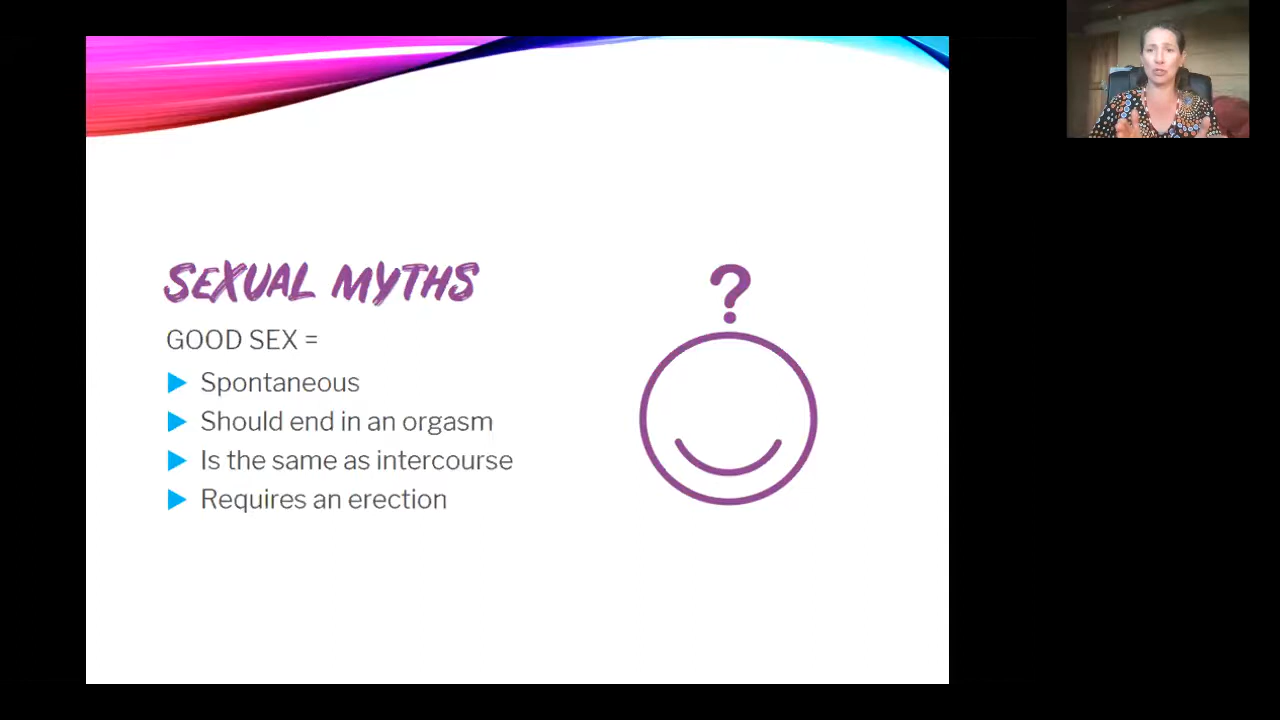 SEXUAL MYTHS
GOOD SEX =
Spontaneous
Should end in an orgasm
Is the same as intercourse
Requires an erection
?